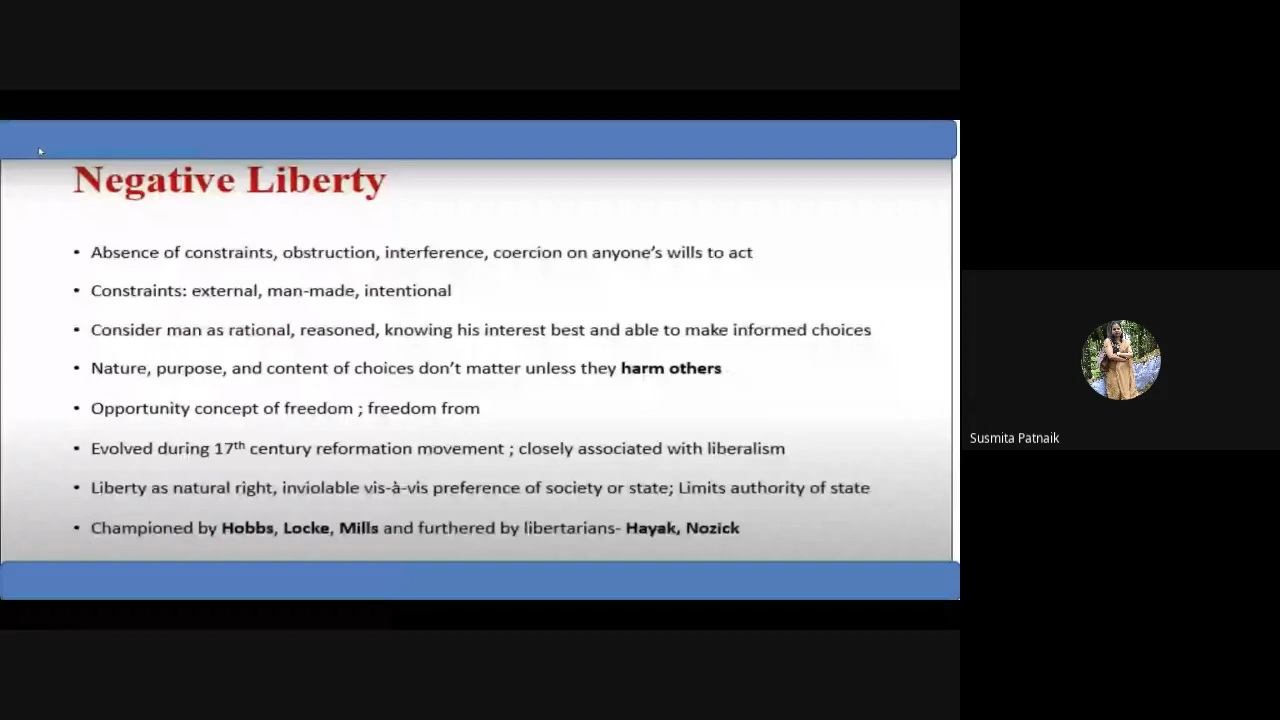 Negative Liberty
• Absence of constraints, obstruction, interference, coercion on anyone's wills to act
• Constraints: external, man-made, intentional
• Consider man as rational, reasoned, knowing his interest best and able to make informed choices
• Nature, purpose, and content of choices don't matter unless they harm others
• Opportunity concept of freedom ; freedom from
• Evolved during 17th century reformation movement ; closely associated with liberalism
• Liberty as natural right, inviolable vis-à-vis preference of society or state; Limits authority of state
• Championed by Hobbs, Locke, Mills and furthered by libertarians- Hayak, Nozick
Susmita Patnaik